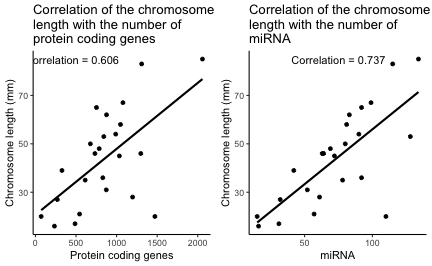 Correlation of the chromosome
length with the number of
protein coding genes
orrelation = 0.606
Chromosome length (mm)
70
50
30
0
500
1000
1500
2000
Protein coding genes
Correlation of the chromosome
length with the number of
miRNA
Correlation = 0.737
Chromosome length (mm)
70
50
30
50
100
miRNA